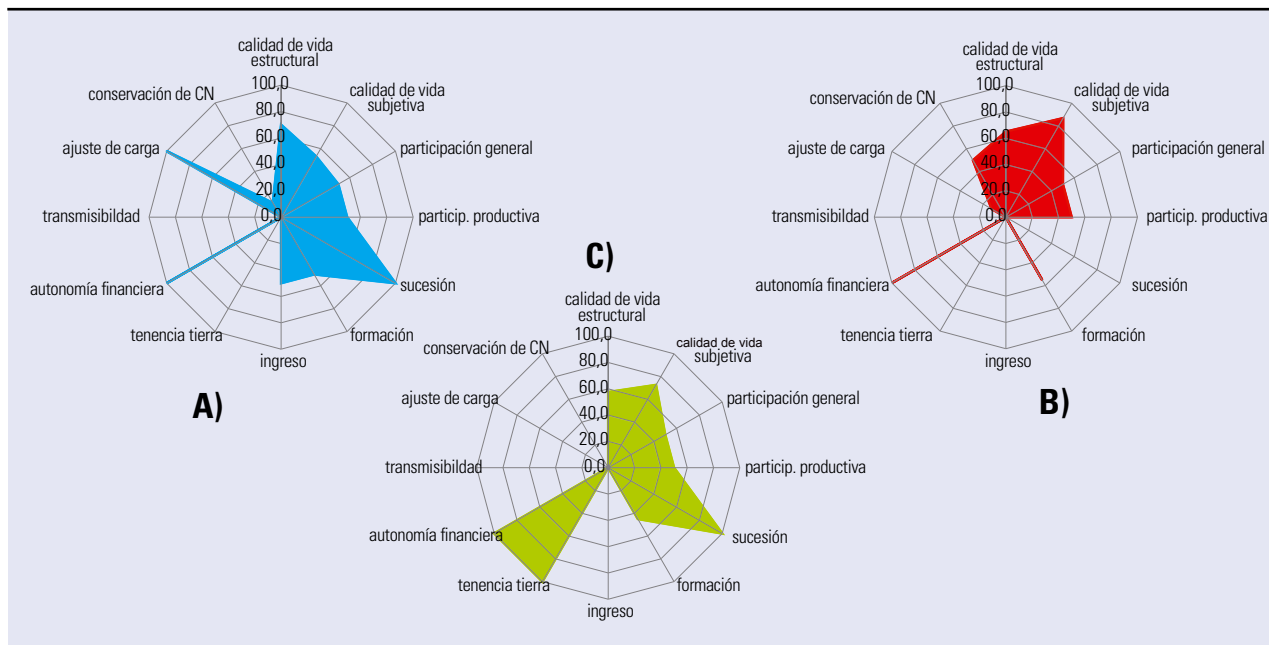 calidad de vida
estructural
100,0
80,0
60,0
40,0
20,0
0,0
calidad de vida
subjetiva
participación general
particip. productiva
sucesión
formación
ingreso
tenencia tierra
autonomía financiera
transmisibildad
ajuste de carga
conservación de CN
A)
calidad de vida
estructural
100,0
80,0
60,0
40,0
20,0
0,0
calidad de vida
subjetiva
participación general
particip. productiva
sucesión
formación
ingreso
tenencia tierra
autonomía financiera
transmisibildad
ajuste de carga
conservación de CN
B)
C)
calidad de vida
estructural
100,0
80,0
60,0
40,0
20,0
0,0
calidad de vida
subjetiva
participación general
particip. productiva
sucesión
formación
ingreso
tenencia tierra
autonomía financiera
transmisibildad
ajuste de carga
conservación de CN